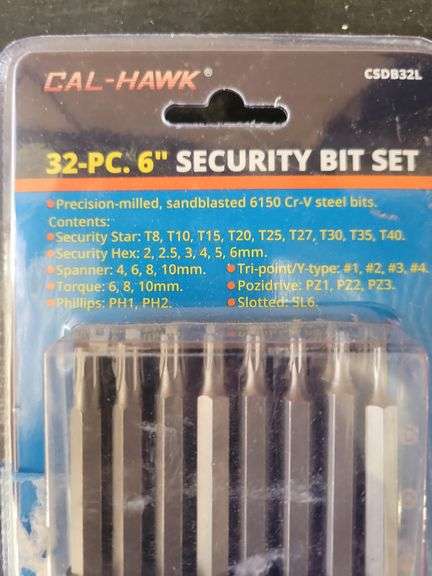 CAL-HAWK®
CSDB32L
32-PC. 6" SECURITY BIT SET
•Precision-milled, sandblasted 6150 Cr-V steel bits.
Contents:
•Security Star: T8, T10, T15, T20, T25, T27, T30, T35, T40.
•Security Hex: 2, 2.5, 3, 4, 5, 6mm.
•Spanner: 4, 6, 8, 10mm. •Tri-point/Y-type: #1, #2, #3, #4.
•Torque: 6, 8, 10mm. •Pozidrive: PZ1, PZ2, PZ3.
•Phillips: PH1, PH2. •Slotted: SL6.